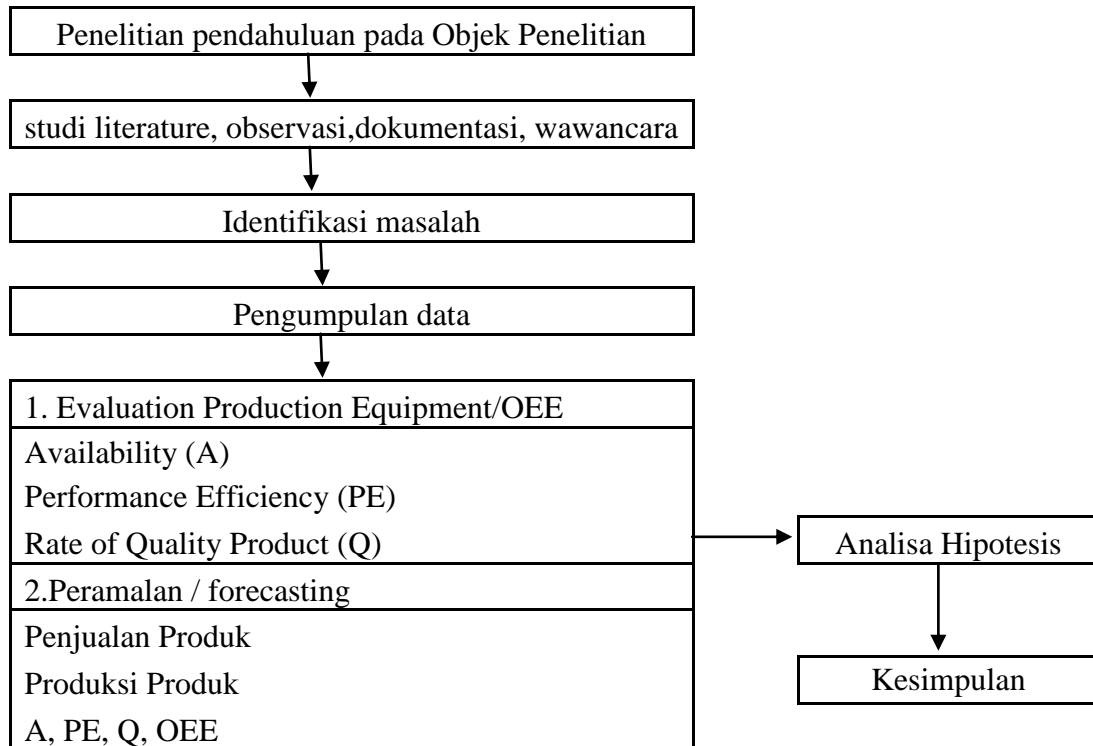 Penelitian pendahuluan pada Objek Penelitian
studi literature, observasi,dokumentasi, wawancara
Identifikasi masalah
Pengumpulan data
1. Evaluation Production Equipment/OEE
Availability (A)
Performance Efficiency (PE)
Rate of Quality Product (Q)
2.Peramalan / forecasting
Penjualan Produk
Produksi Produk
A, PE, Q, OEE
Analisa Hipotesis
Kesimpulan